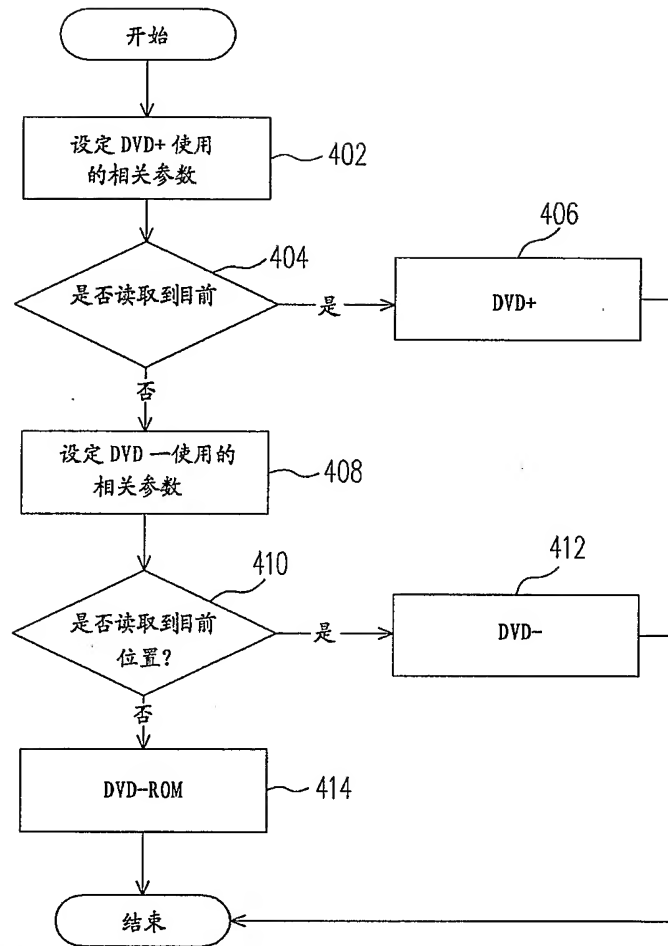 开始
设定 DVD+ 使用
的相关参数
402
404
是否读取到目前
是
406
DVD+
否
设定 DVD 一使用的
相关参数
408
410
是否读取到目前
位置?
是
412
DVD-
否
DVD-ROM
414
结束